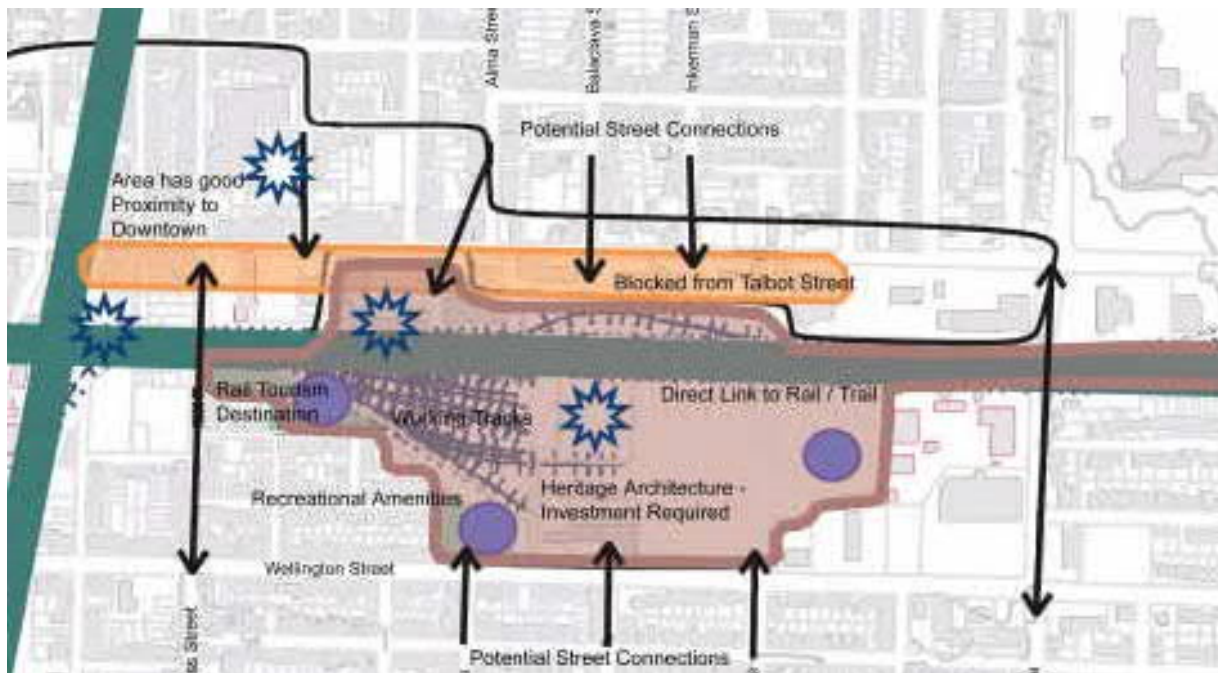 Alma Stree
Balaclava S
Inkerman S
Potential Street Connections
Area has good
Proximity to
Downtown
Blocked from Talbot Street
Rail Tourism
Destination
Direct Link to Rail / Trail
Working Tracks
Recreational Amenities
Heritage Architecture -
Investment Required
Wellington Street
ss Street
Potential Street Connections